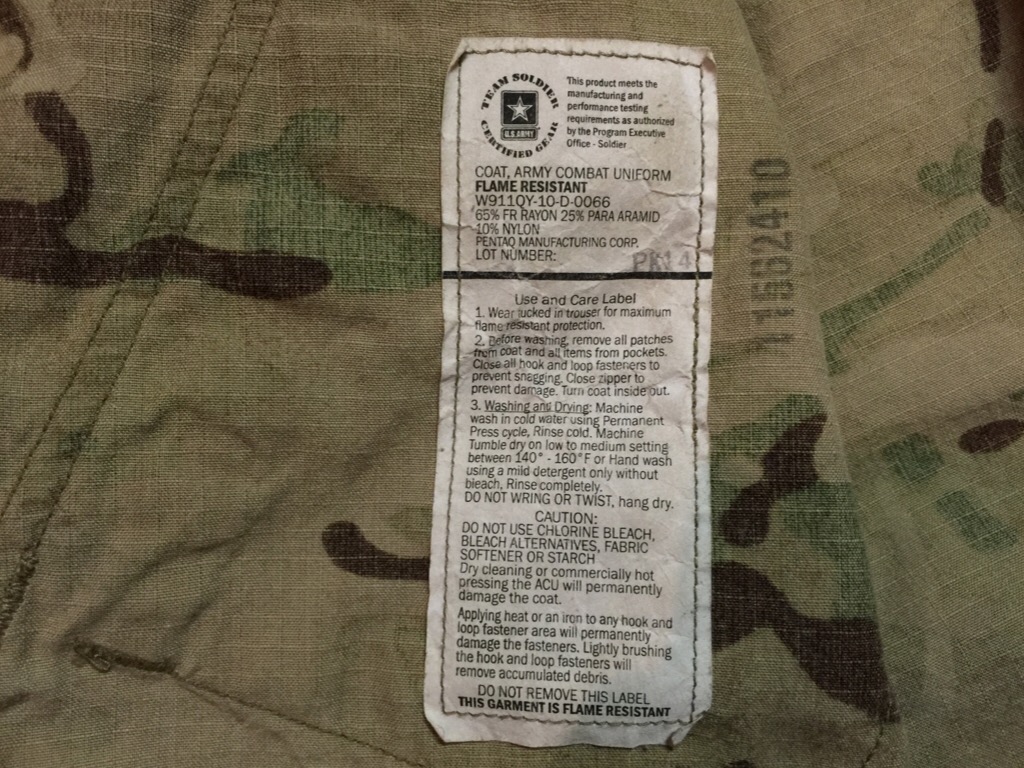 TEAM SOLDIER
CERTIFIED GEAR
U.S. ARMY
This product meets the
manufacturing and
performance testing
requirements as authorized
by the Program Executive
Office - Soldier
COAT, ARMY COMBAT UNIFORM
FLAME RESISTANT
W911QY-10-D-0066
65% FR RAYON 25% PARA ARAMID
10% NYLON
PENTAQ MANUFACTURING CORP.
LOT NUMBER: PK14
Use and Care Label
1. Wear tucked in trouser for maximum
flame resistant protection.
2. Before washing, remove all patches
from coat and all items from pockets.
Close all hook and loop fasteners to
prevent snagging. Close zipper to
prevent damage. Turn coat inside out.
3. Washing and Drying: Machine
wash in cold water using Permanent
Press cycle, Rinse cold. Machine
Tumble dry on low to medium setting
between 140° - 160°F or Hand wash
using a mild detergent only without
bleach. Rinse completely.
DO NOT WRING OR TWIST, hang dry.
CAUTION:
DO NOT USE CHLORINE BLEACH,
BLEACH ALTERNATIVES, FABRIC
SOFTENER OR STARCH
Dry cleaning or commercially hot
pressing the ACU will permanently
damage the coat.
Applying heat or an iron to any hook and
loop fastener area will permanently
damage the fasteners. Lightly brushing
the hook and loop fasteners will
remove accumulated debris.
DO NOT REMOVE THIS LABEL
THIS GARMENT IS FLAME RESISTANT